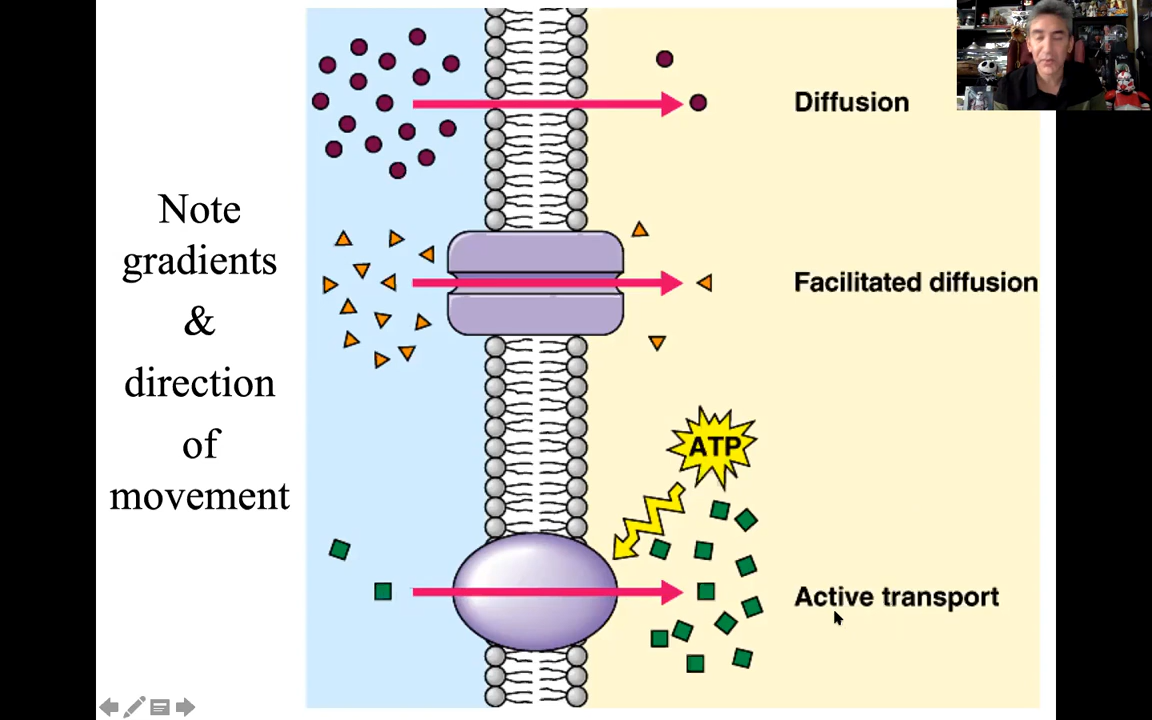 Note
gradients
&
direction
of
movement
Diffusion
Facilitated diffusion
ATP
Active transport